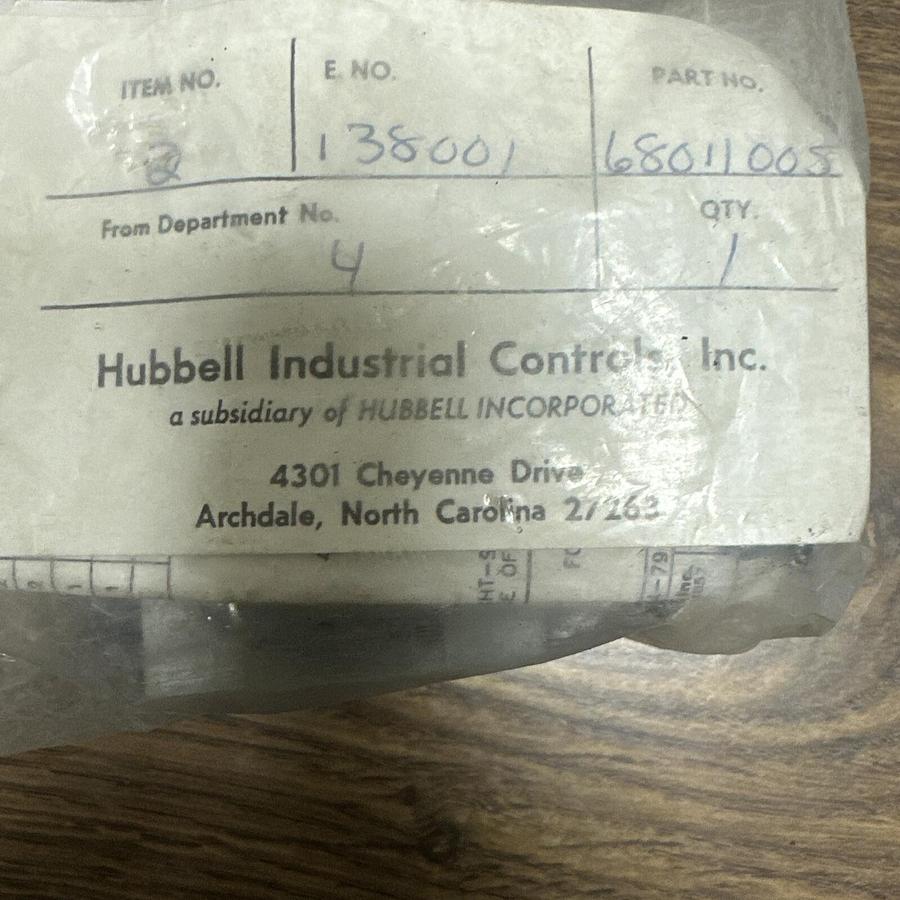 ITEM NO. E. NO. PART NO.
2 138001 68011005
From Department No. QTY.
4 1
Hubbell Industrial Controls, Inc.
a subsidiary of HUBBELL INCORPORATED
4301 Cheyenne Drive
Archdale, North Carolina 27263